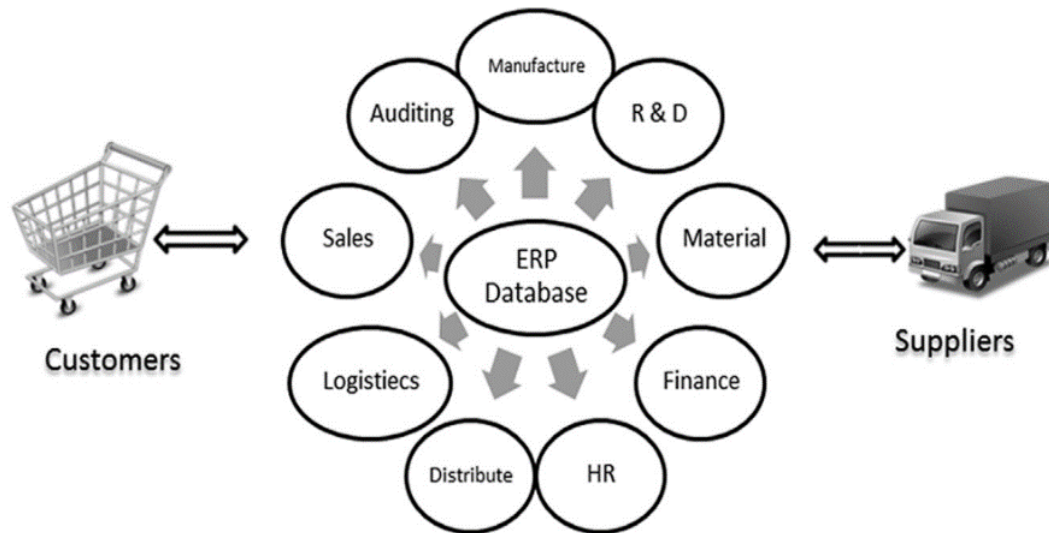 Manufacture
Auditing
R & D
Sales
Material
ERP
Database
Customers
Suppliers
Logistiecs
Finance
Distribute
HR